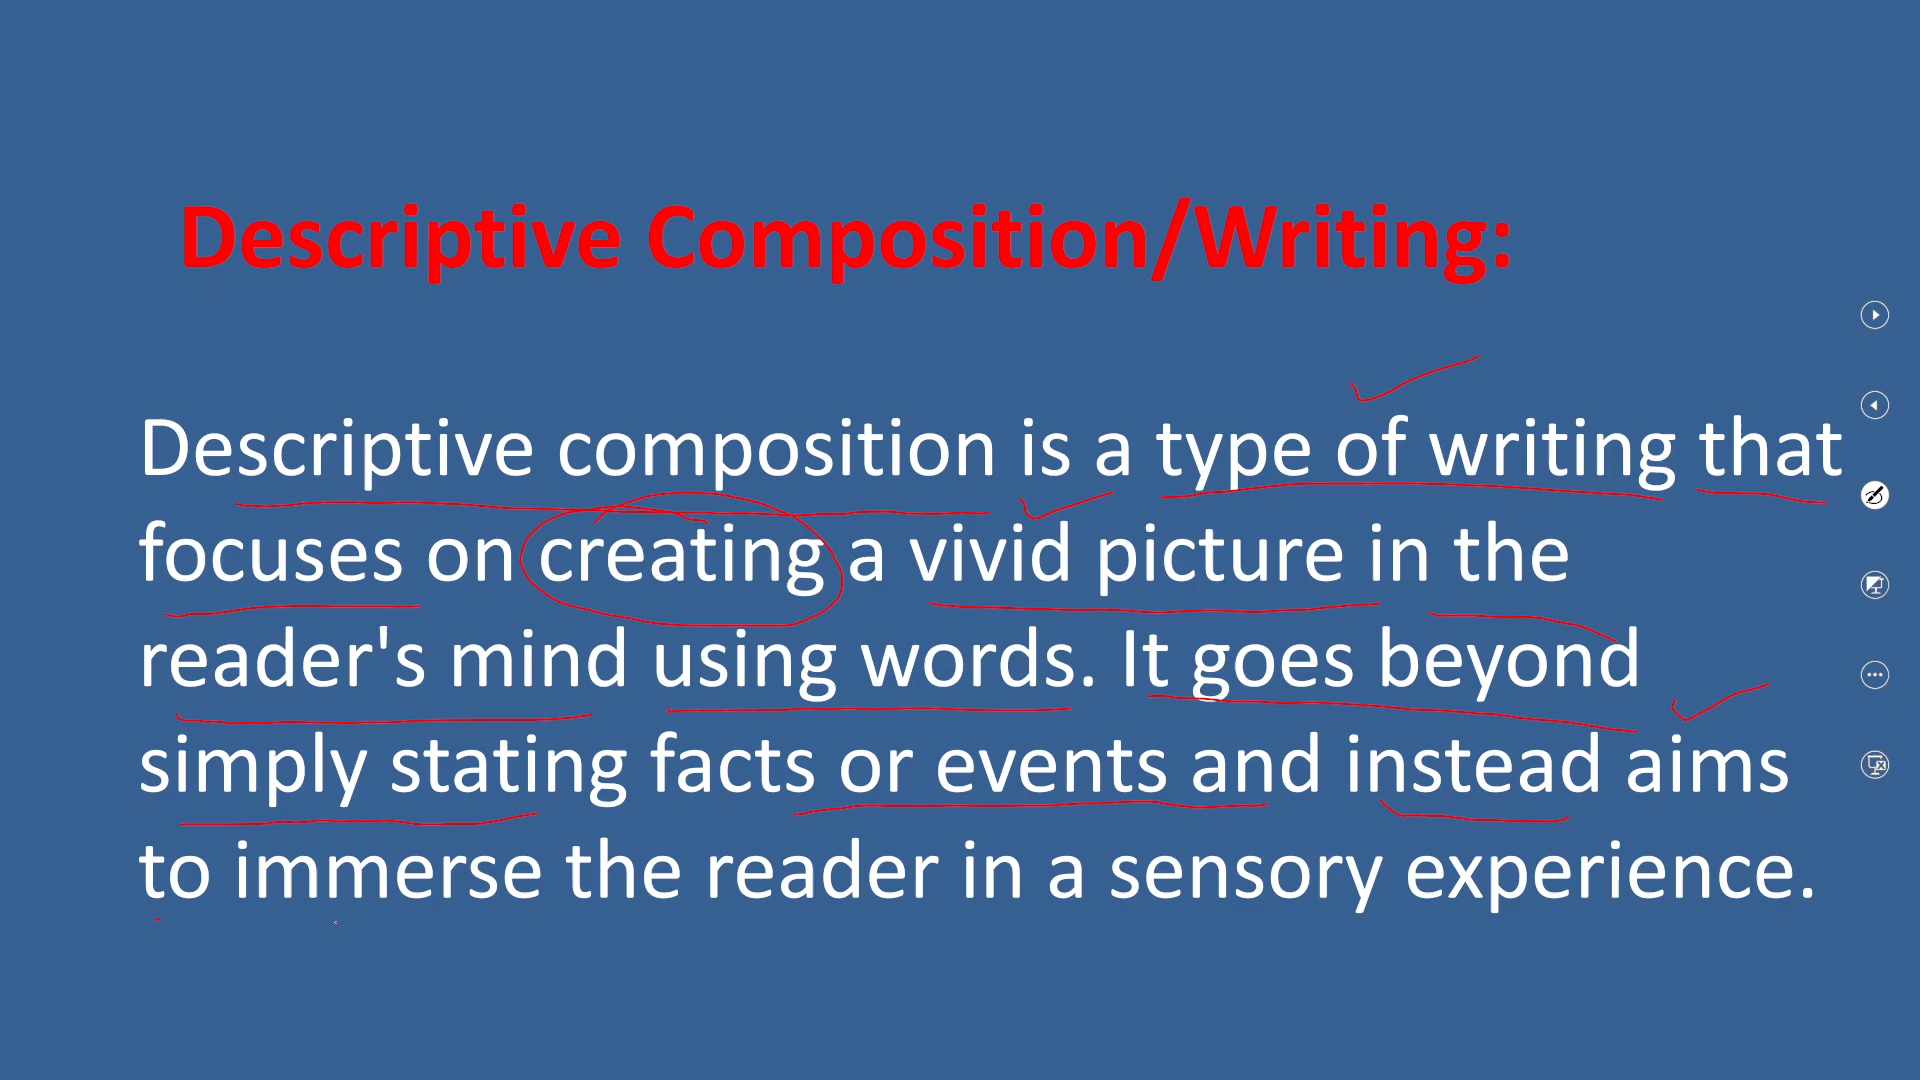 Descriptive Composition/Writing:
Descriptive composition is a type of writing that
focuses on creating a vivid picture in the
reader's mind using words. It goes beyond
simply stating facts or events and instead aims
to immerse the reader in a sensory experience.